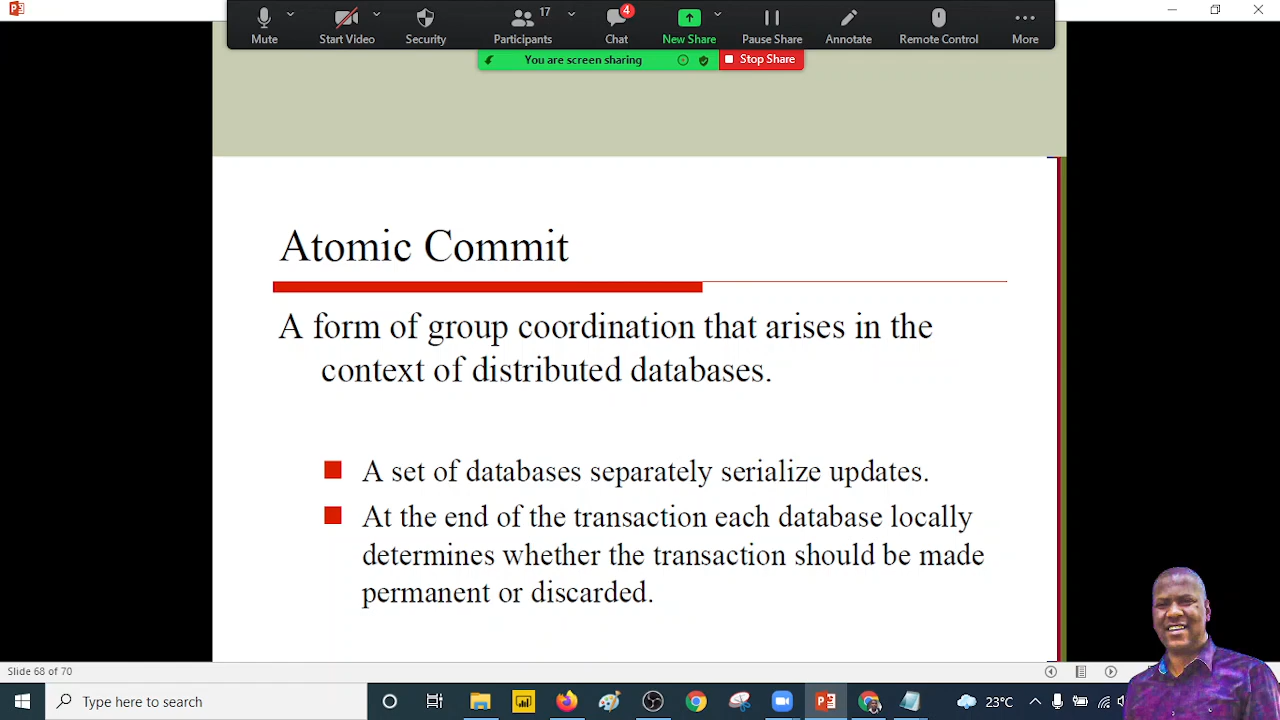 Mute
Start Video
Security
Participants
17
Chat
4
New Share
Pause Share
Annotate
Remote Control
More
You are screen sharing
Stop Share
Atomic Commit
A form of group coordination that arises in the
context of distributed databases.
A set of databases separately serialize updates.
At the end of the transaction each database locally
determines whether the transaction should be made
permanent or discarded.
Slide 68 of 70
Type here to search
23°C